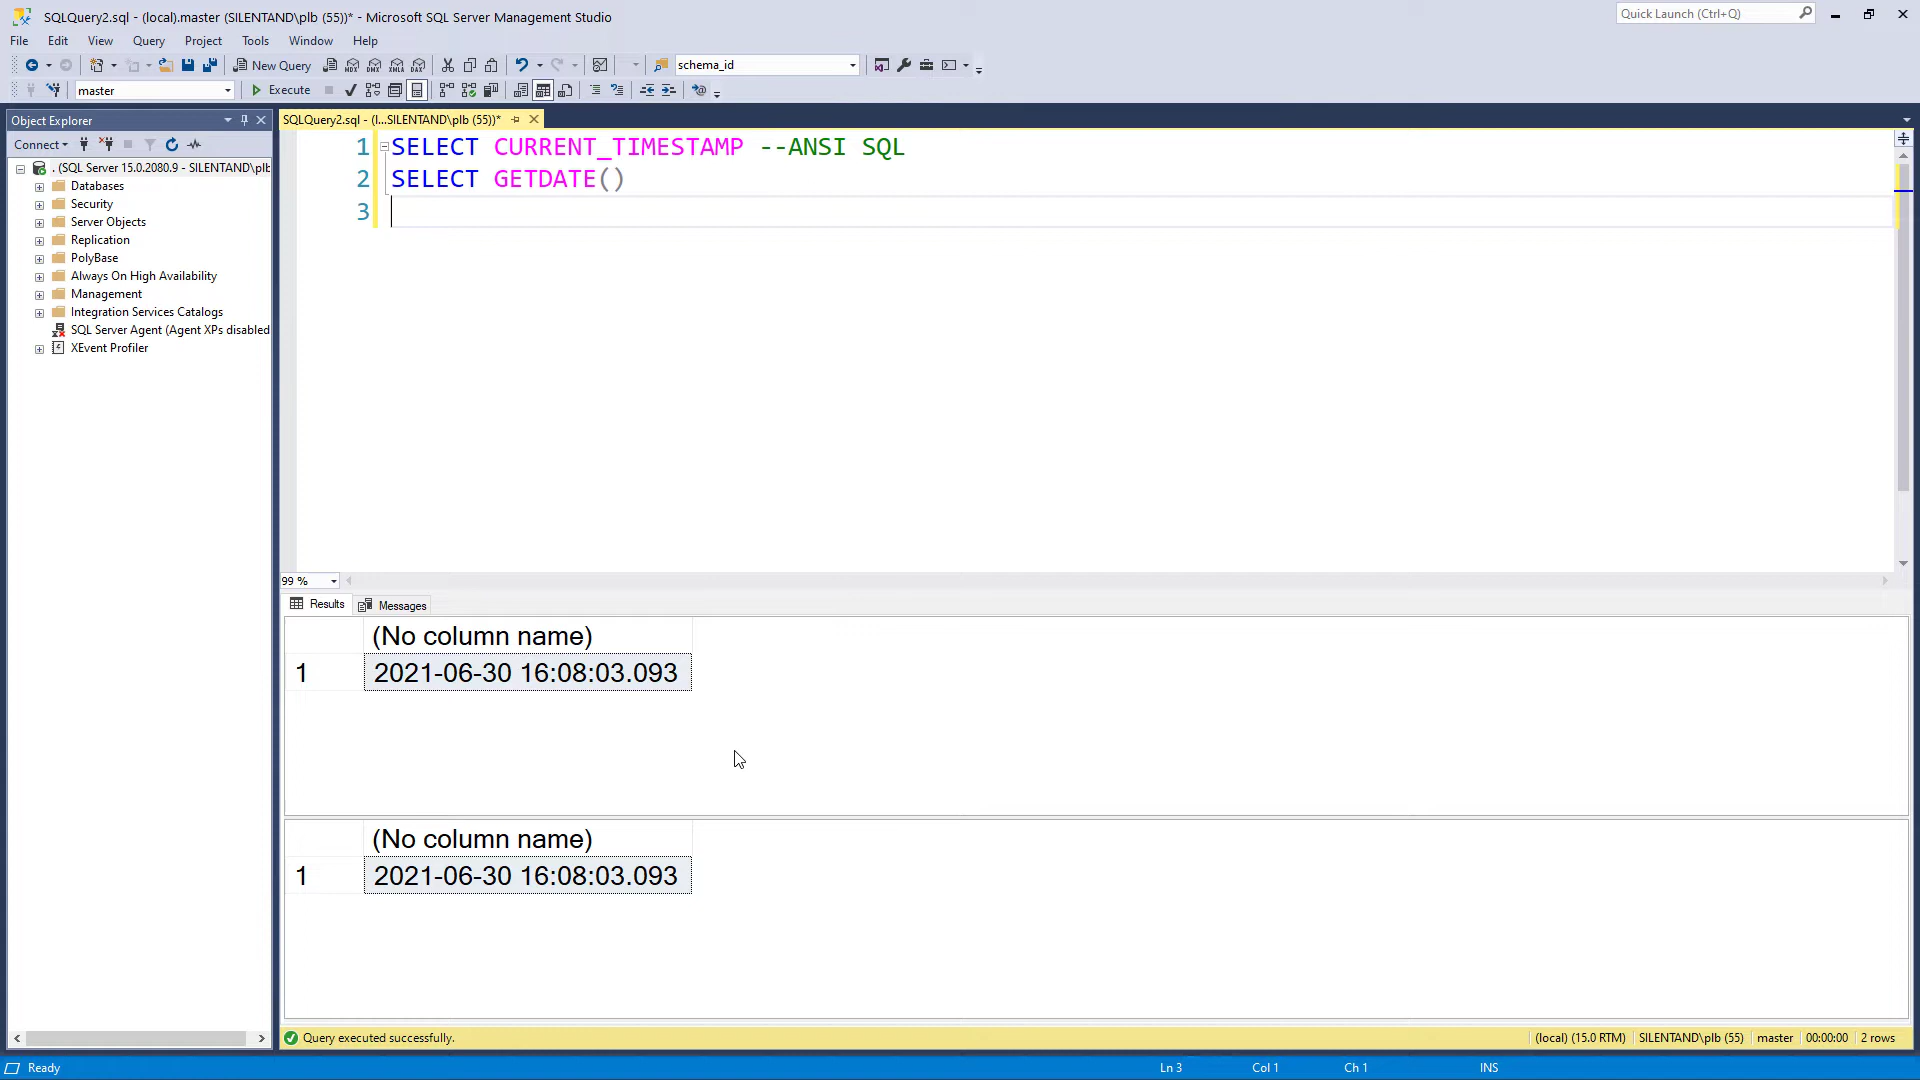 SQLQuery2.sql - (local).master (SILENTAND\plb (55))* - Microsoft SQL Server Management Studio
Quick Launch (Ctrl+Q)
File Edit View Query Project Tools Window Help
New Query
schema_id
master
Execute
Object Explorer
SQLQuery2.sql - (l...SILENTAND\plb (55))*
Connect
. (SQL Server 15.0.2080.9 - SILENTAND\plb
Databases
Security
Server Objects
Replication
PolyBase
Always On High Availability
Management
Integration Services Catalogs
SQL Server Agent (Agent XPs disabled
XEvent Profiler
1 SELECT CURRENT_TIMESTAMP --ANSI SQL
2 SELECT GETDATE()
3
99 %
Results Messages
(No column name)
1 2021-06-30 16:08:03.093
(No column name)
1 2021-06-30 16:08:03.093
Query executed successfully.
(local) (15.0 RTM) SILENTAND\plb (55) master 00:00:00 2 rows
Ready
Ln 3 Col 1 Ch 1 INS